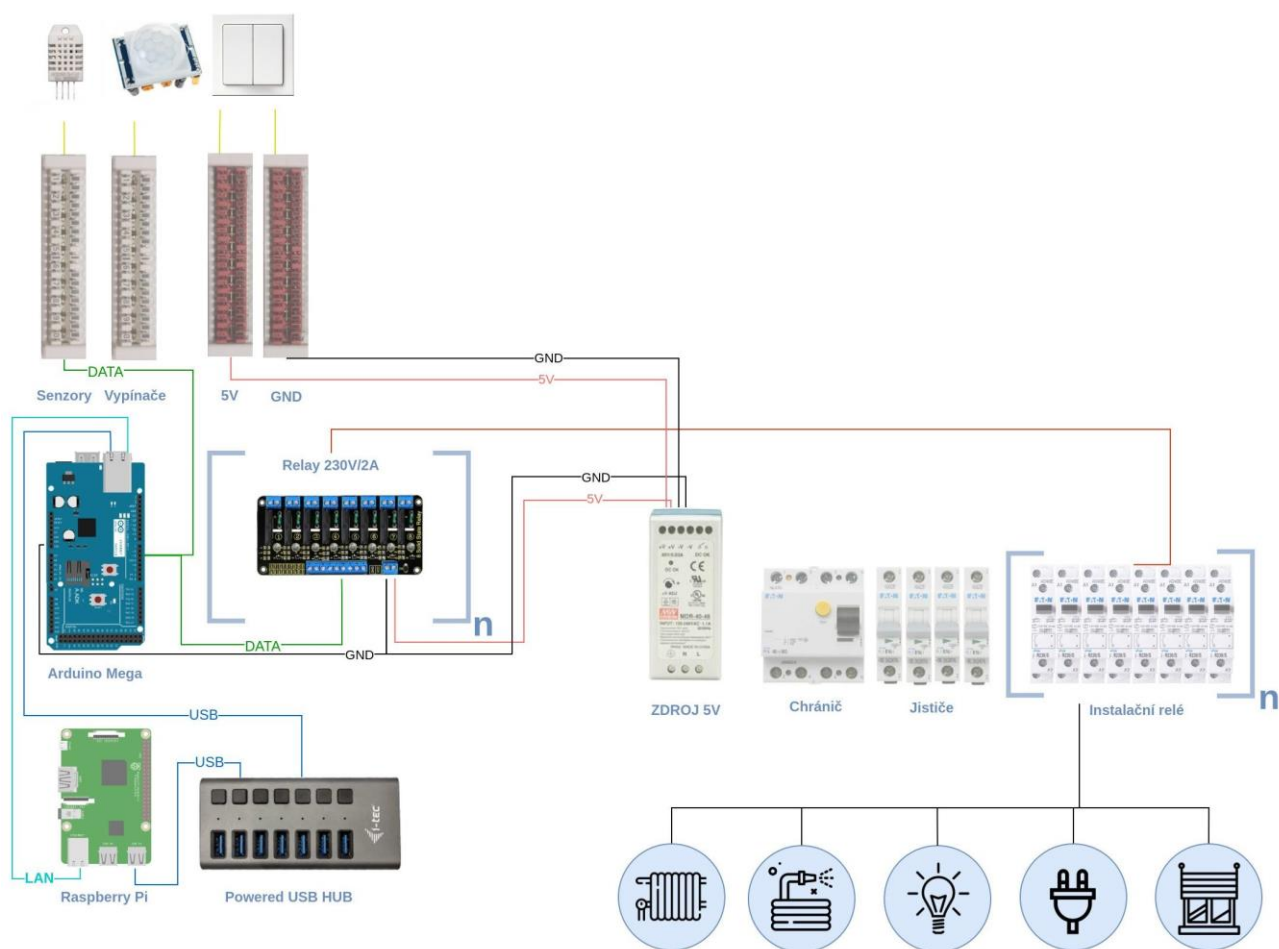 DATA
GND
5V
Senzory
Vypínače
5V
GND
Relay 230V/2A
GND
5V
n
DATA
GND
Arduino Mega
ZDROJ 5V
Chránič
Jističe
Instalační relé
n
USB
USB
i-tec
LAN
Raspberry Pi
Powered USB HUB